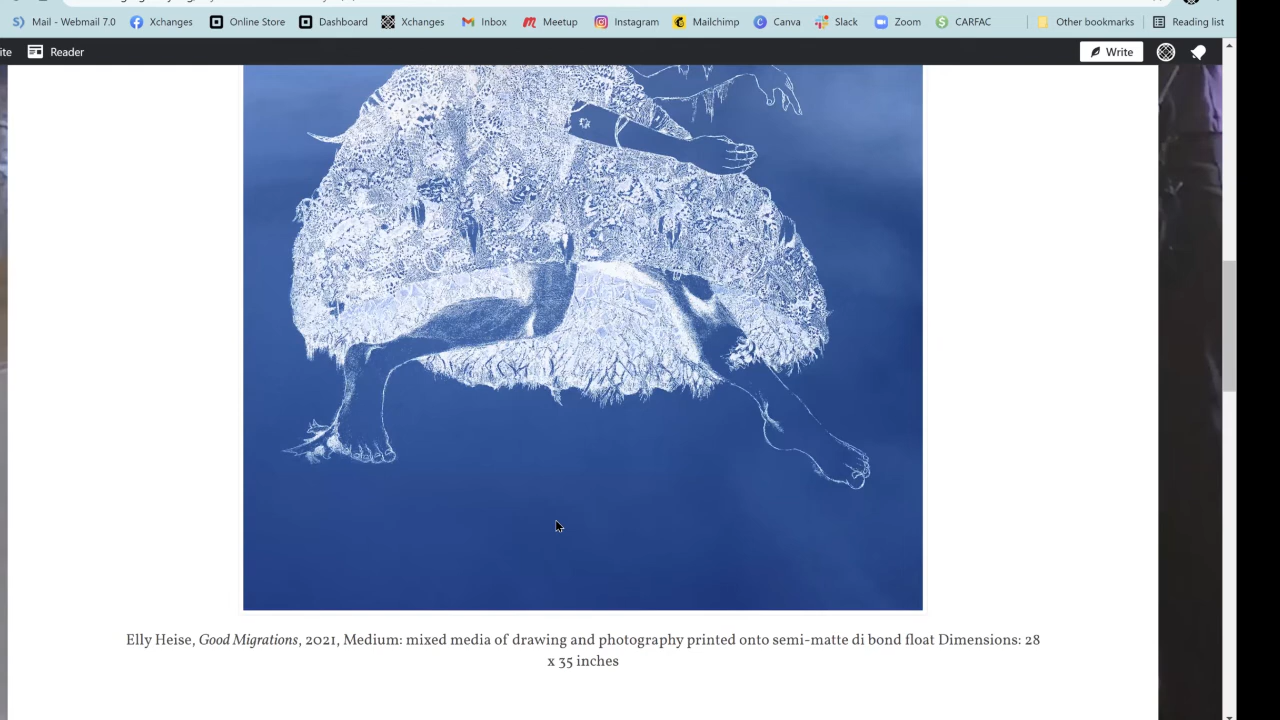 Mail - Webmail 7.0 Xchanges Online Store Dashboard Xchanges Inbox Meetup Instagram Mailchimp Canva Slack Zoom CARFAC Other bookmarks Reading list
ite Reader Write
Elly Heise, Good Migrations, 2021, Medium: mixed media of drawing and photography printed onto semi-matte di bond float Dimensions: 28
x 35 inches